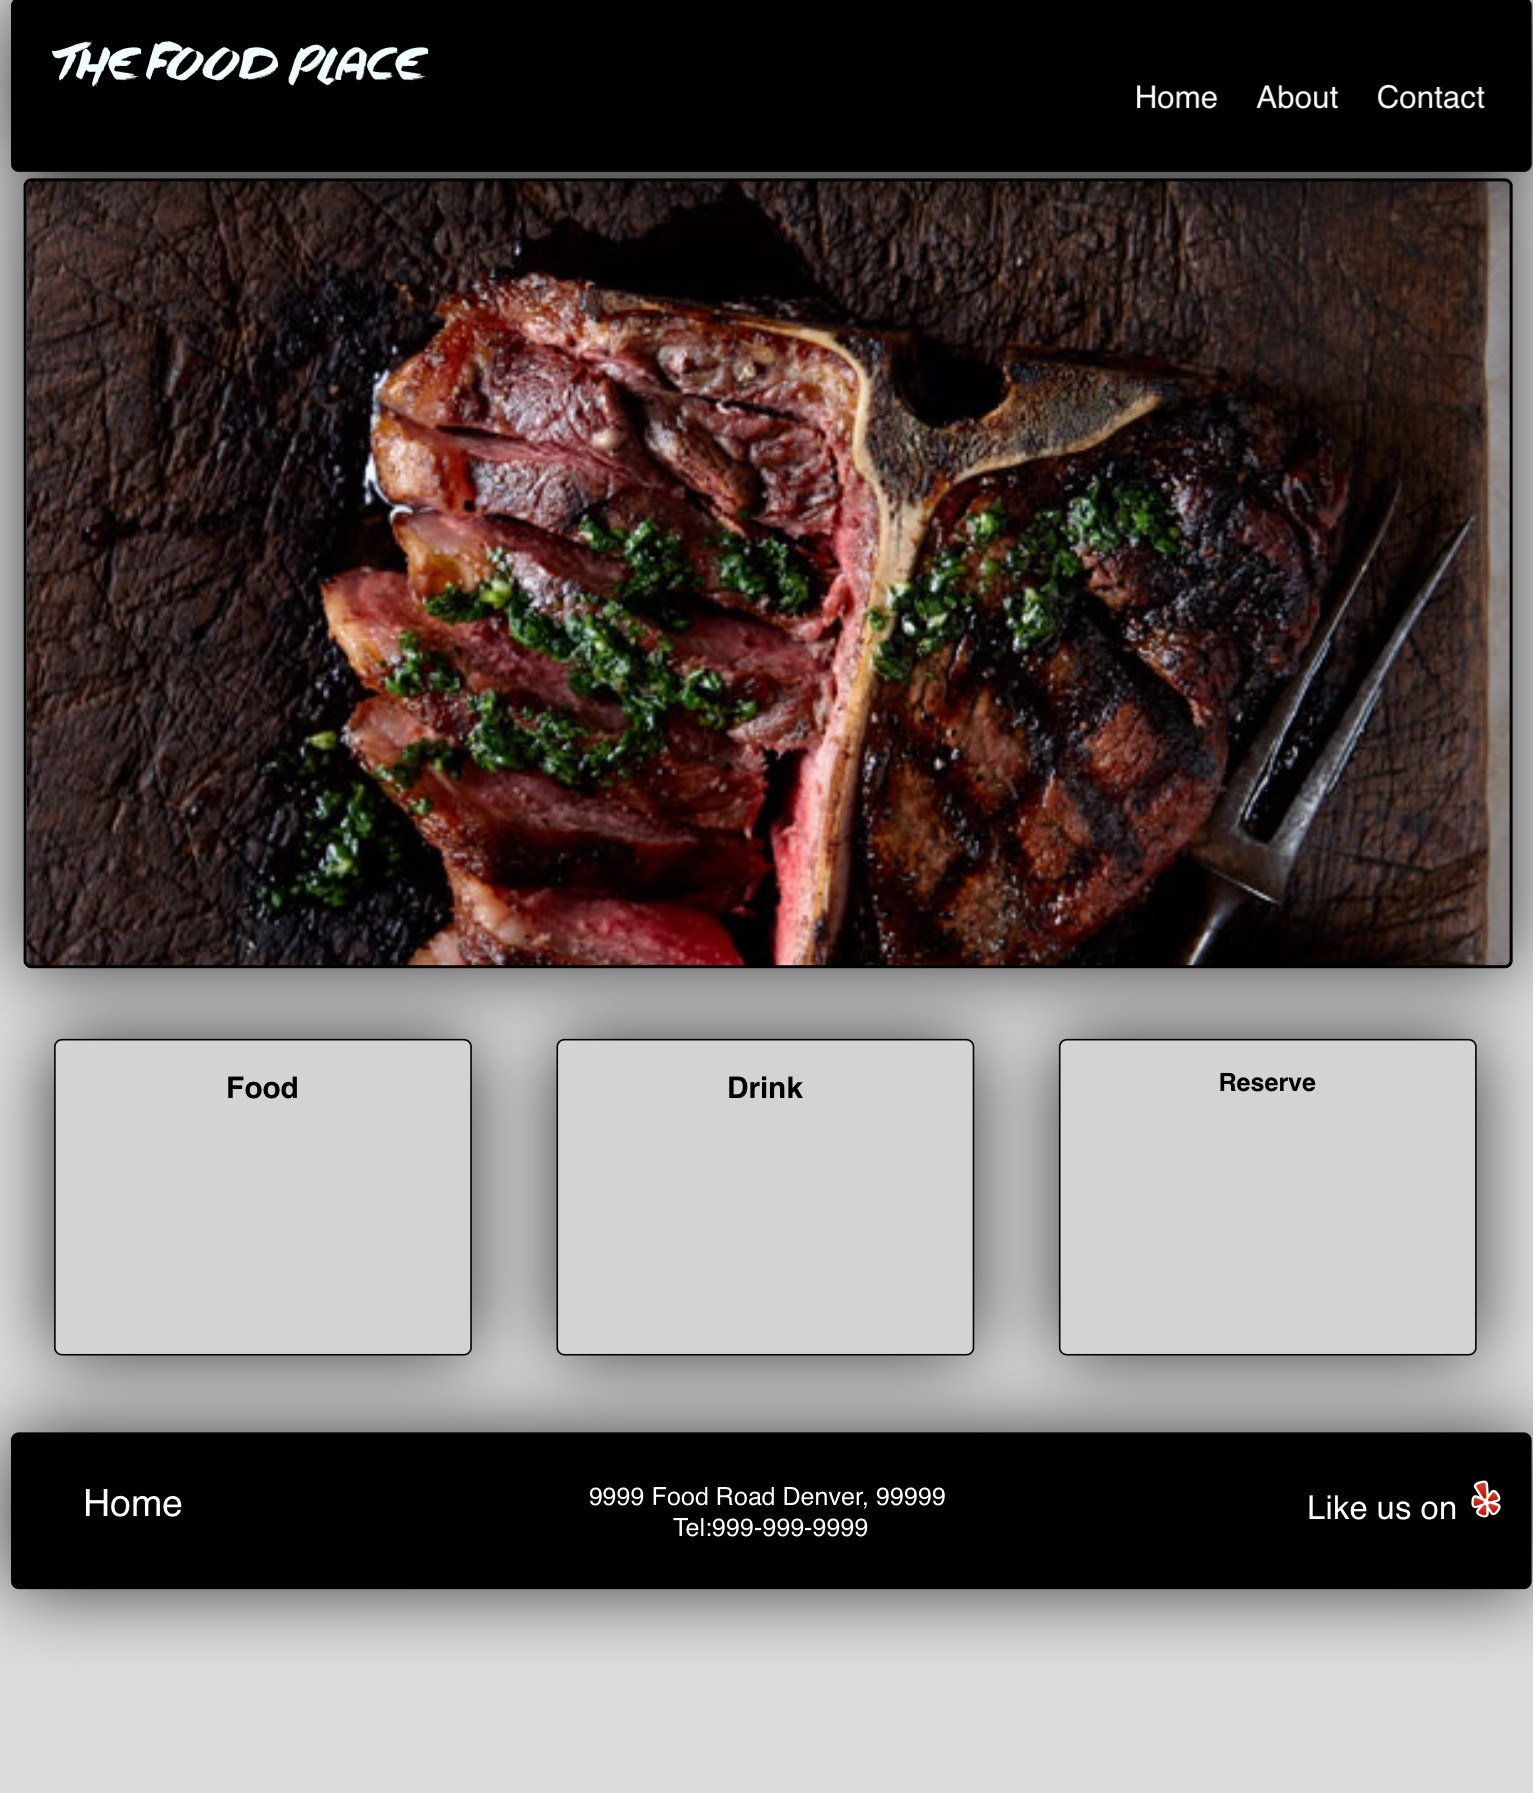 THE FOOD PLACE
Home About Contact
Food
Drink
Reserve
Home
9999 Food Road Denver, 99999
Tel:999-999-9999
Like us on